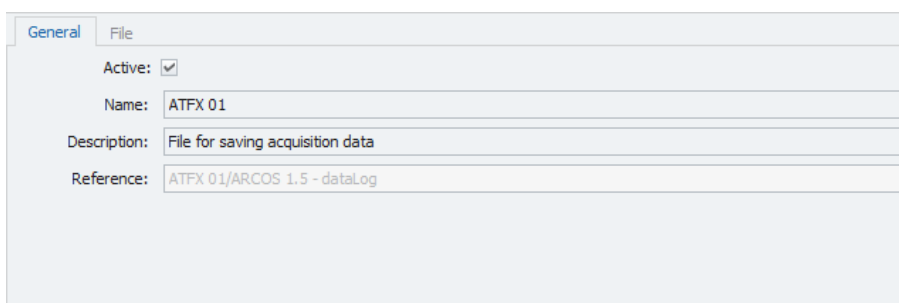 General File
Active:
Name: ATFX 01
Description: File for saving acquisition data
Reference: ATFX 01/ARCOS 1.5 - dataLog